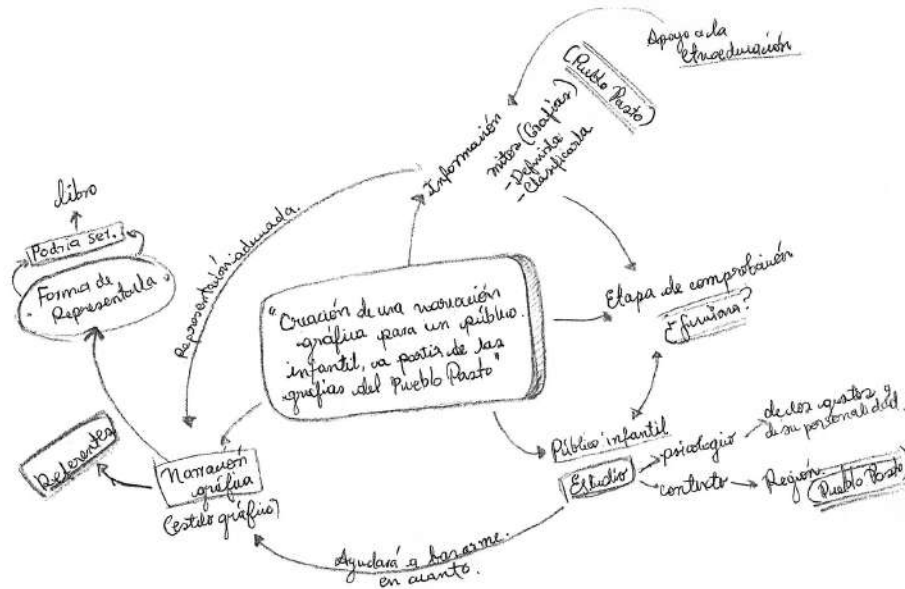 Apoyo a la
etnoeducación
(Pueblo Pasto)
Información
mitos (Grafías)
- Definirla
- Clasificarla
libro
Podría ser.
Forma de
Representarla
Representación adecuada.
"Creación de una narración
gráfica para un público
infantil, a partir de las
grafías del Pueblo Pasto"
Etapa de comprobación
¿funciona?
Público infantil
Estudio
psicologico
de los gustos y
de su personalidad.
contexto
Región.
(Pueblo Pasto)
Referentes
Narración
gráfica
(estilo gráfico)
Ayudará a basarme.
en cuanto.